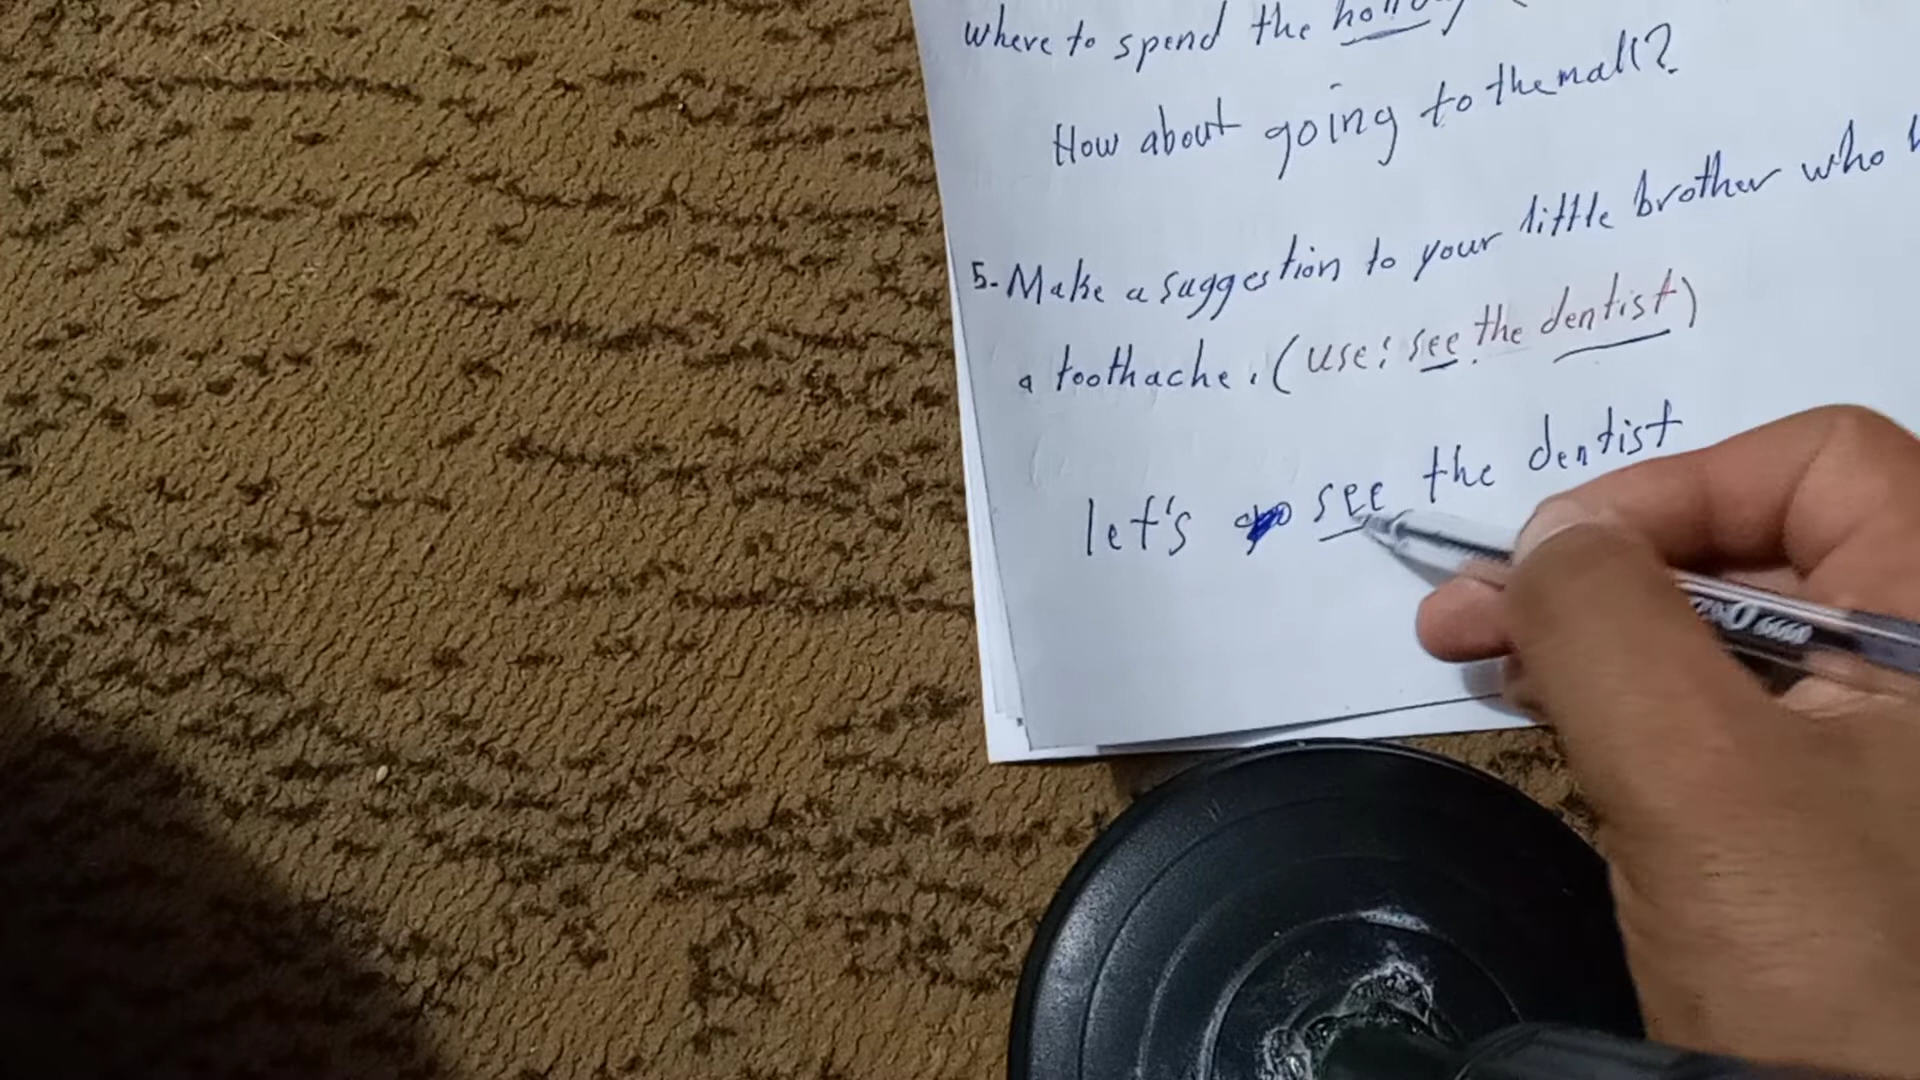 where to spend the
How about going to the mall?
5- Make a suggestion to your little brother who
a toothache. (use: see the dentist)
let's see the dentist